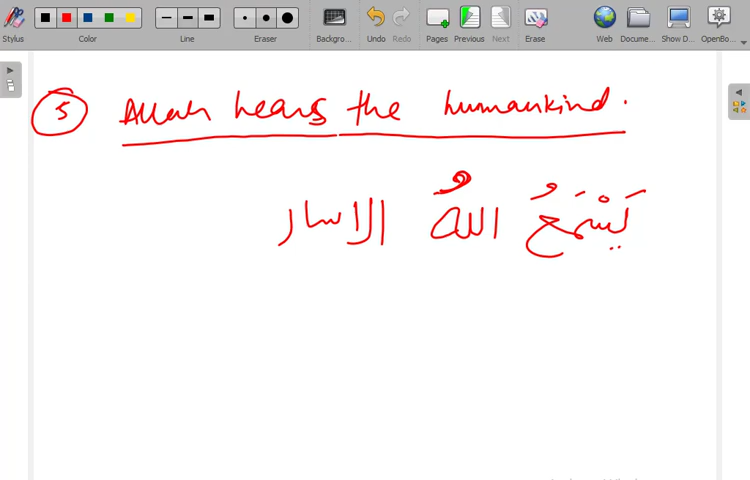 Stylus Color Line Eraser Backgro... Undo Redo Pages Previous Next Erase Web Docume... Show D... OpenBo...
5 Allah hears the humankind.
يَسْمَعُ اللهُ